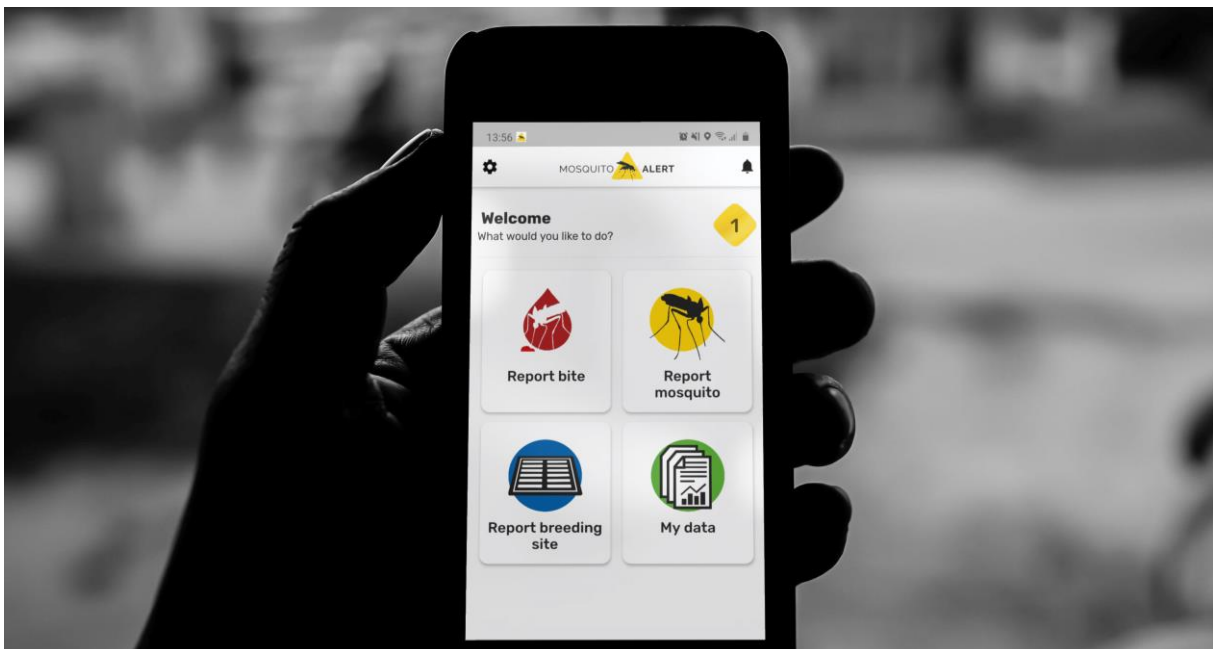 13:56
MOSQUITO ALERT
Welcome
What would you like to do?
1
Report bite
Report
mosquito
Report breeding
site
My data